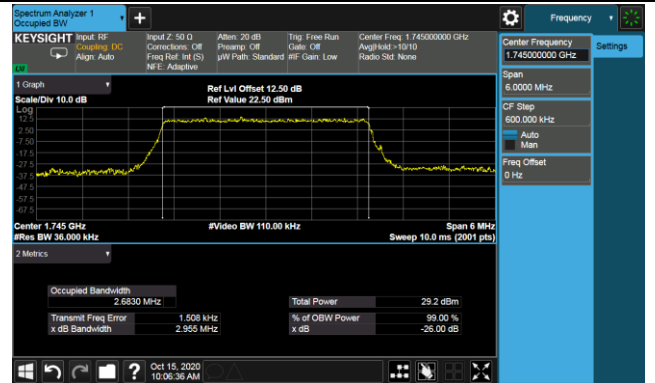 Spectrum Analyzer 1
Occupied BW
+
Frequency
KEYSIGHT
Input: RF
Coupling: DC
Align: Auto
Input Z: 50 Ω
Corrections: Off
Freq Ref: Int (S)
NFE: Adaptive
Atten: 20 dB
Preamp: Off
µW Path: Standard
Trig: Free Run
Gate: Off
#IF Gain: Low
Center Freq: 1.745000000 GHz
Avg|Hold:>10/10
Radio Std: None
LM
Center Frequency
1.745000000 GHz
Settings
Span
6.0000 MHz
CF Step
600.000 kHz
Auto
Man
Freq Offset
0 Hz
1 Graph
Scale/Div 10.0 dB
Ref Lvl Offset 12.50 dB
Ref Value 22.50 dBm
Log
12.5
2.50
-7.50
-17.5
-27.5
-37.5
-47.5
-57.5
-67.5
Center 1.745 GHz
#Video BW 110.00 kHz
Span 6 MHz
#Res BW 36.000 kHz
Sweep 10.0 ms (2001 pts)
2 Metrics
Occupied Bandwidth
2.6830 MHz
Total Power 29.2 dBm
Transmit Freq Error 1.508 kHz
% of OBW Power 99.00 %
x dB Bandwidth 2.955 MHz
x dB -26.00 dB
?
Oct 15, 2020
10:06:36 AM